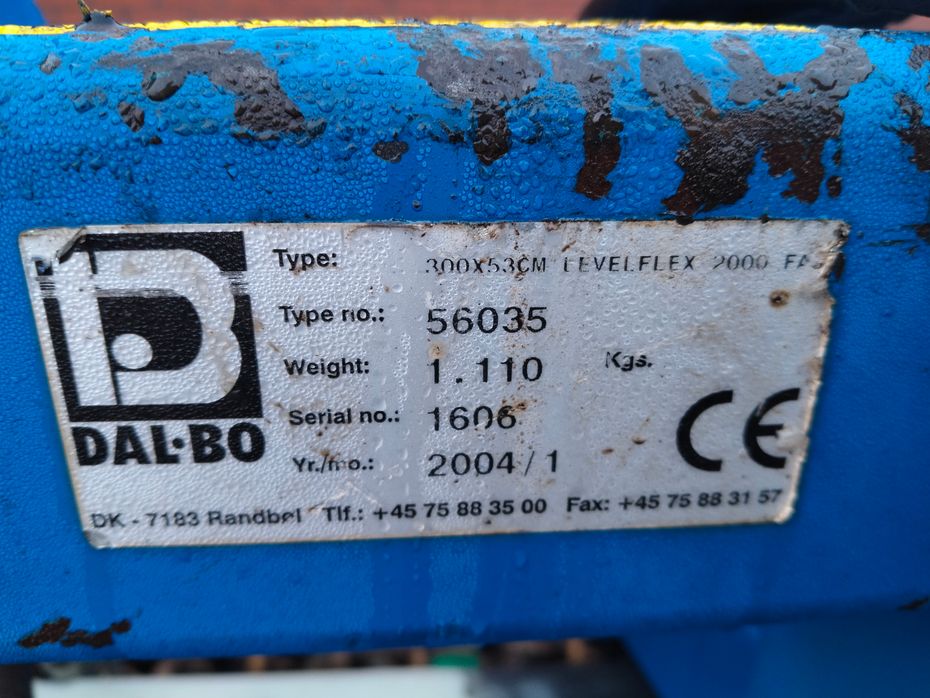 Type: 300X53CM LEVELFLEX 2000
Type no.: 56035
Weight: 1.110 Kgs.
Serial no.: 1606
Yr./mo.: 2004/1
CE
DAL·BO
DK - 7183 Randbøl Tlf.: +45 75 88 35 00 Fax: +45 75 88 31 57